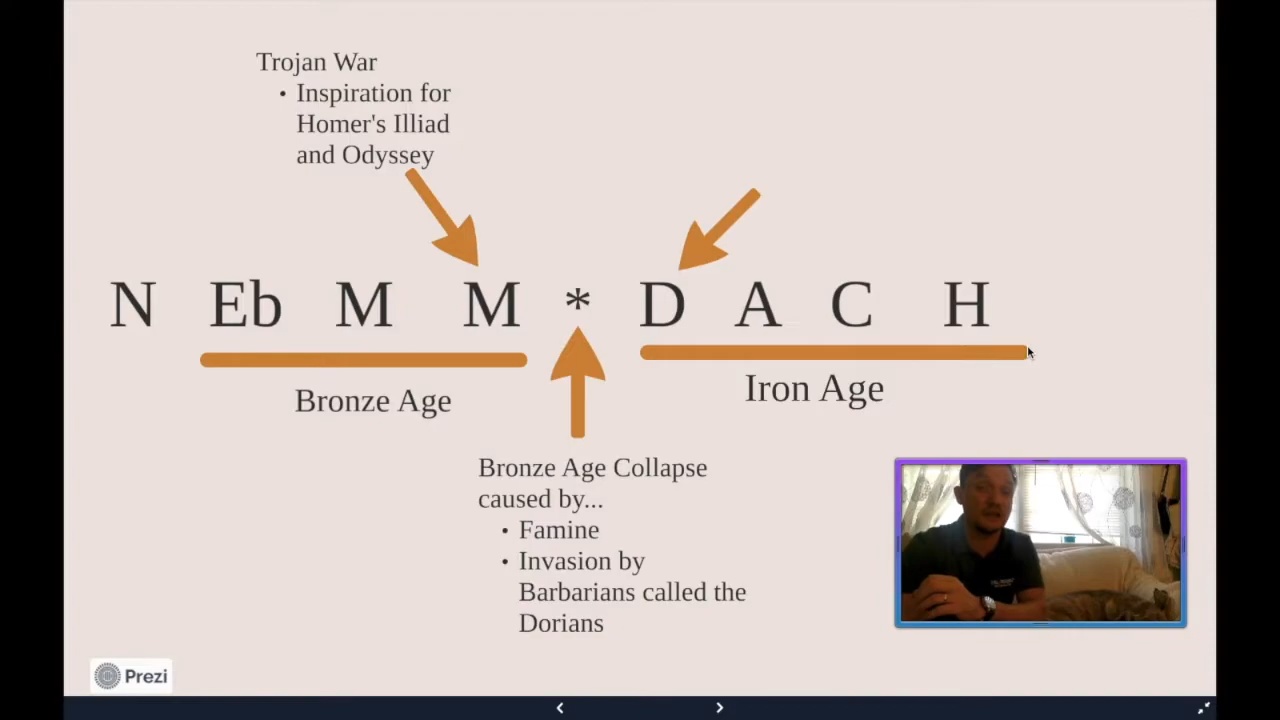 Trojan War
• Inspiration for
Homer's Illiad
and Odyssey
N Eb M M * D A C H
Bronze Age
Iron Age
Bronze Age Collapse
caused by...
• Famine
• Invasion by
Barbarians called the
Dorians
Prezi